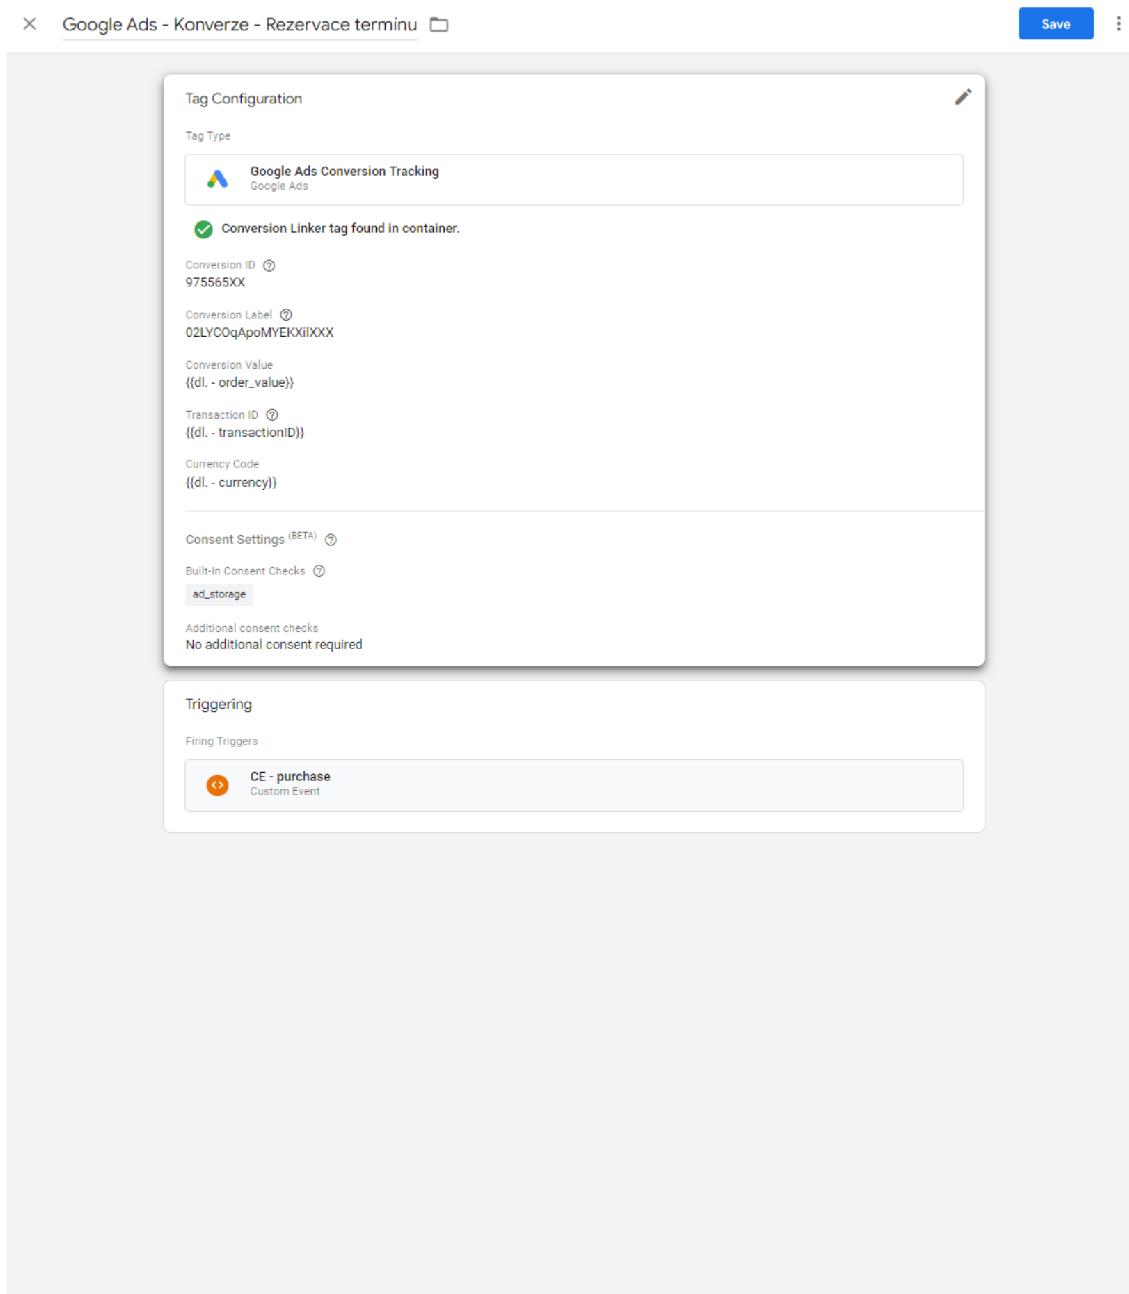 Google Ads - Konverze - Rezervace terminu
Save
Tag Configuration
Tag Type
Google Ads Conversion Tracking
Google Ads
Conversion Linker tag found in container.
Conversion ID
975565XX
Conversion Label
02LYCOqApoMYEKXilXXX
Conversion Value
{{dl. - order_value}}
Transaction ID
{{dl. - transactionID}}
Currency Code
{{dl. - currency}}
Consent Settings (BETA)
Built-In Consent Checks
ad_storage
Additional consent checks
No additional consent required
Triggering
Firing Triggers
CE - purchase
Custom Event